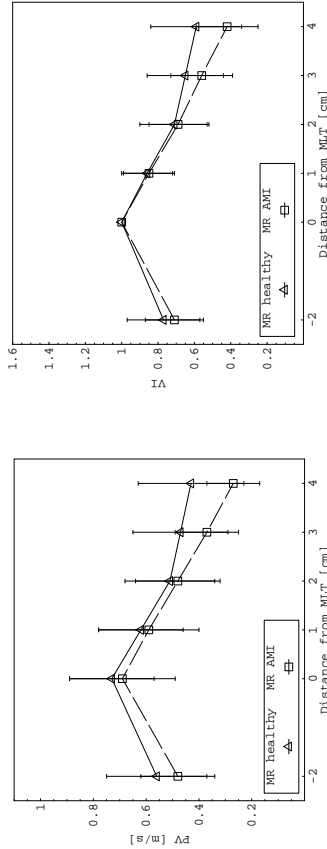 1.6
1.4
1.2
1
0.8
0.6
0.4
0.2
VI
MR healthy MR AMI
-2 0 1 2 3 4
Distance from MLT [cm]
1
0.8
0.6
0.4
0.2
PV [m/s]
MR healthy MR AMI
-2 0 1 2 3 4
Distance from MLT [cm]